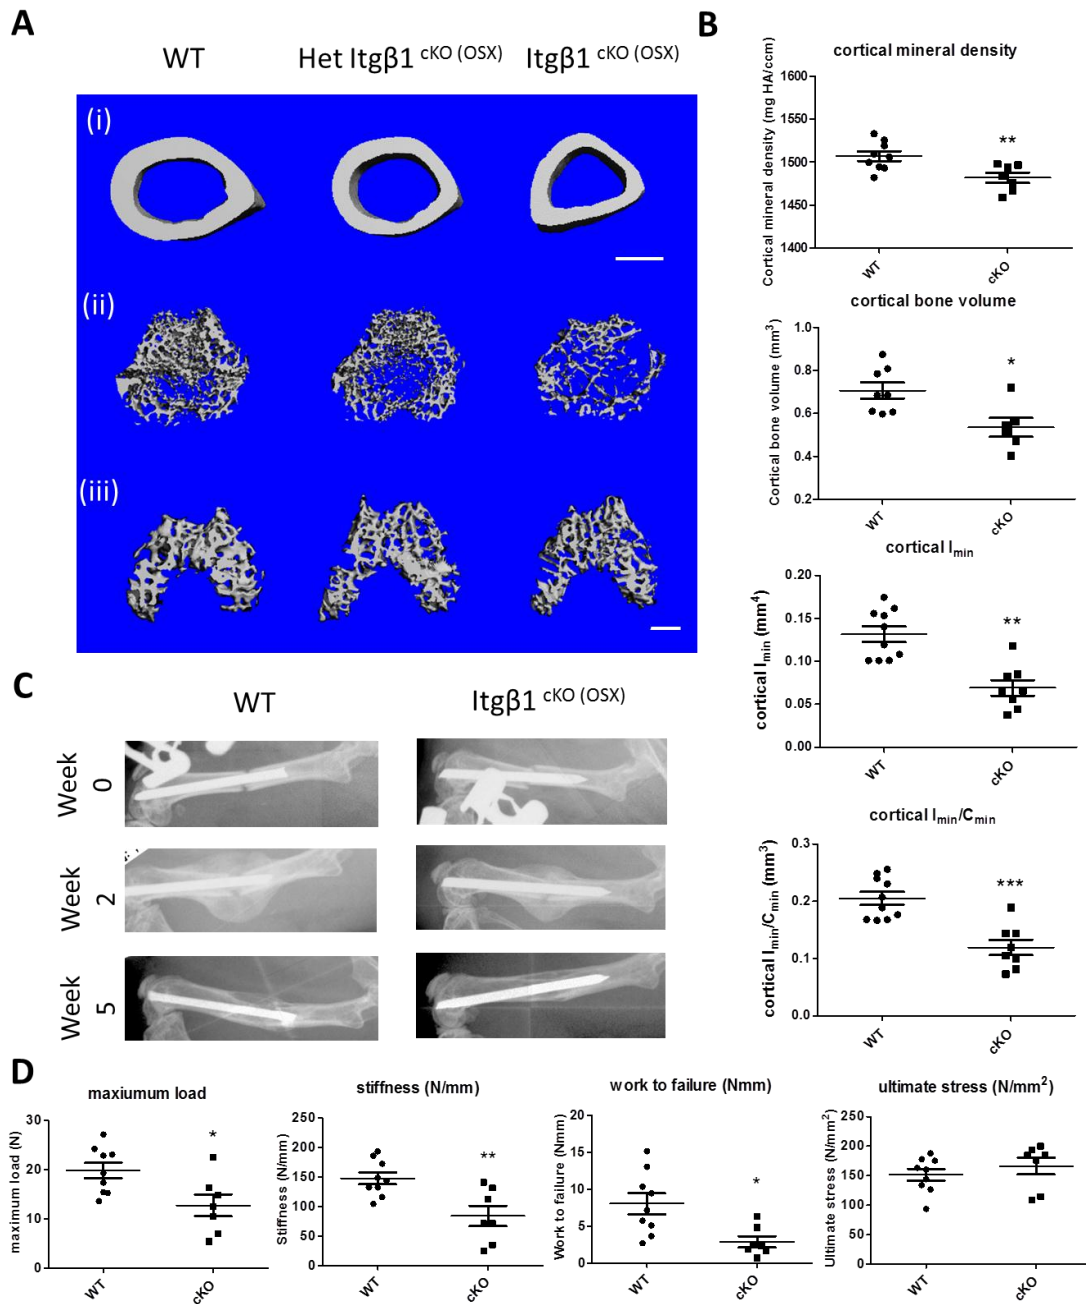 A
WT
Het Itgβ1 cKO (OSX)
Itgβ1 cKO (OSX)
(i)
(ii)
(iii)
B
cortical mineral density
Cortical mineral density (mg HA/ccm)
1600
1550
1500
1450
1400
**
WT
cKO
cortical bone volume
Cortical bone volume (mm3)
1.0
0.8
0.6
0.4
0.2
*
WT
cKO
cortical Imin
cortical Imin (mm4)
0.20
0.15
0.10
0.05
0.00
**
WT
cKO
cortical Imin/Cmin
cortical Imin/Cmin (mm3)
0.3
0.2
0.1
0.0
***
WT
cKO
C
WT
Itgβ1 cKO (OSX)
Week 0
Week 2
Week 5
D
maxiumum load
maximum load (N)
30
20
10
0
*
WT
cKO
stiffness (N/mm)
Stiffness (N/mm)
250
200
150
100
50
0
**
WT
cKO
work to failure (Nmm)
Work to failure (Nmm)
20
15
10
5
0
*
WT
cKO
ultimate stress (N/mm2)
Ultimate stress (N/mm2)
250
200
150
100
50
0
WT
cKO